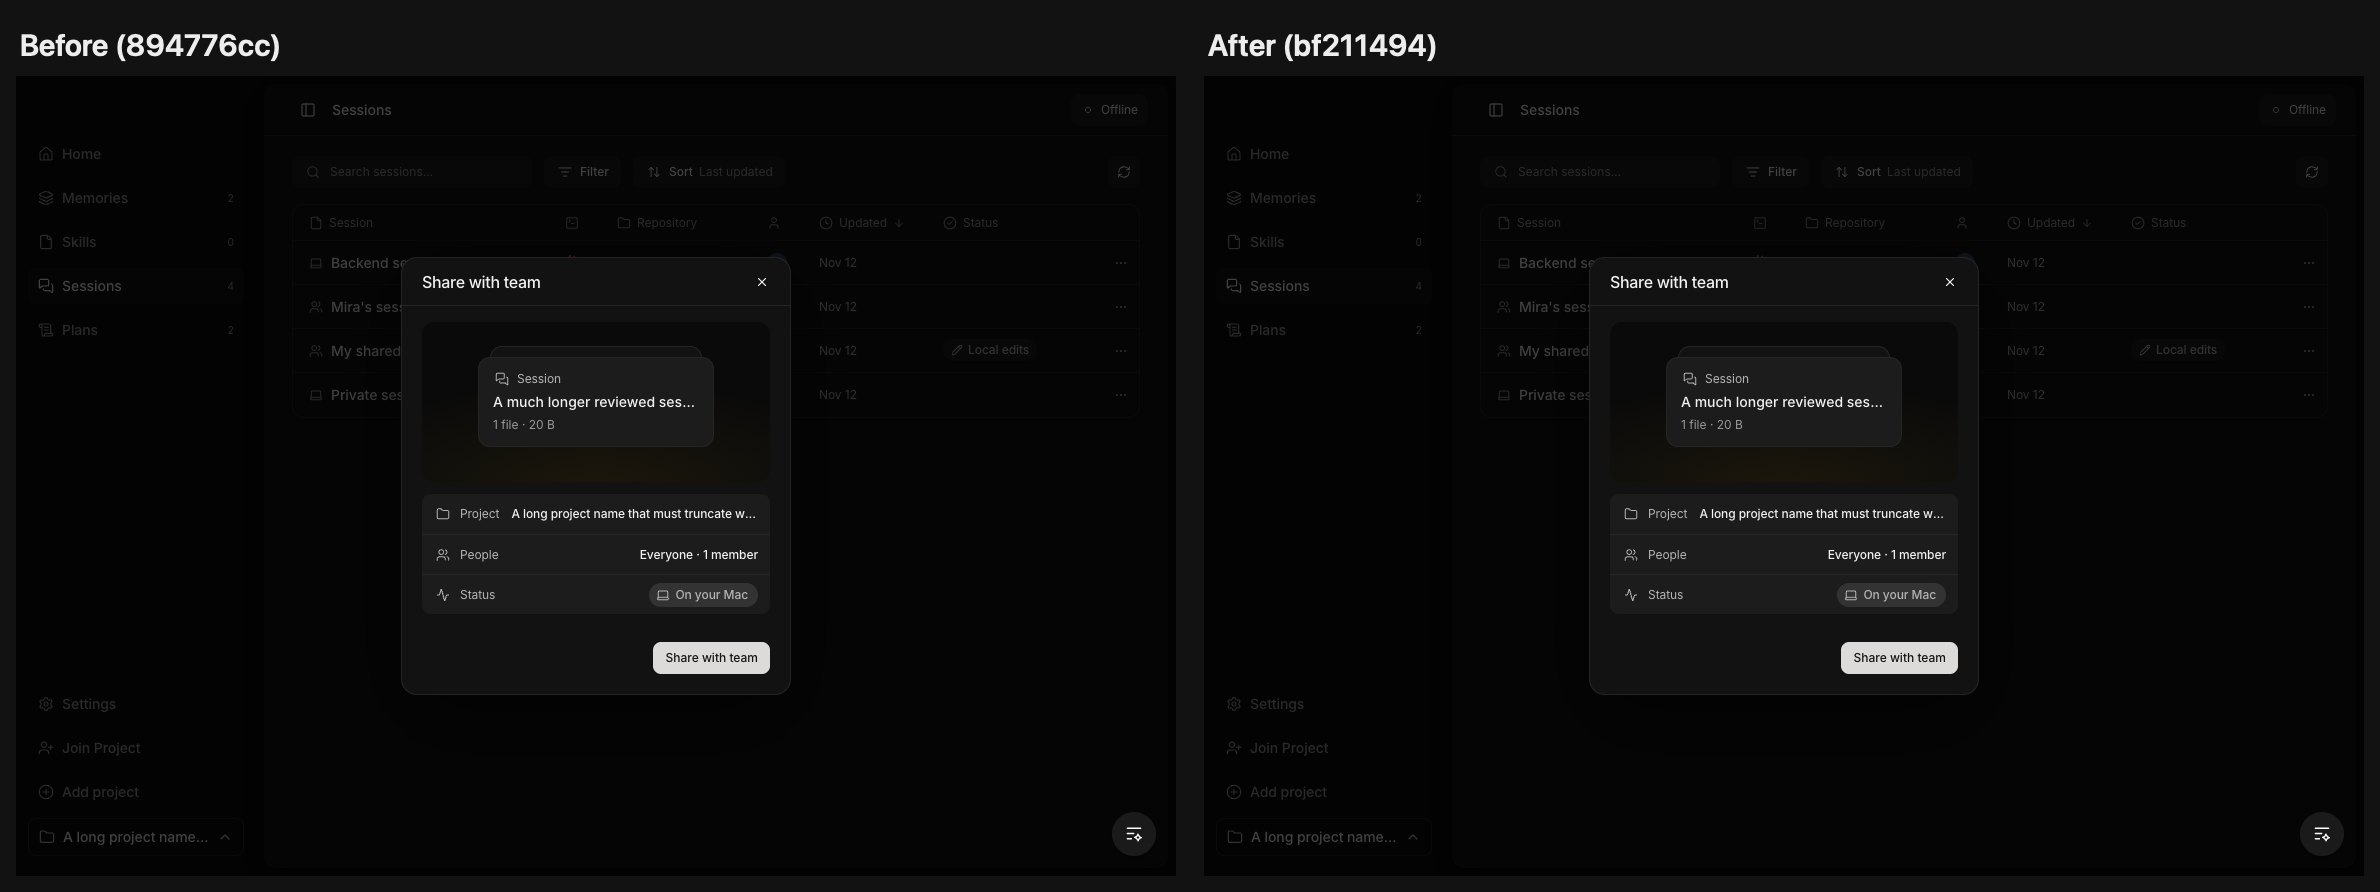 Before (894776cc)
Sessions
Offline
Home
Search sessions...
Filter
Sort Last updated
Memories 2
Session
Repository
Updated
Status
Skills 0
Backend se
Nov 12
Sessions 4
Mira's ses
Nov 12
Plans 2
My shared
Nov 12
Local edits
Private ses
Nov 12
Share with team
Session
A much longer reviewed ses...
1 file · 20 B
Project A long project name that must truncate w...
People Everyone · 1 member
Status On your Mac
Share with team
Settings
Join Project
Add project
A long project name...
After (bf211494)
Sessions
Offline
Home
Search sessions...
Filter
Sort Last updated
Memories 2
Session
Repository
Updated
Status
Skills 0
Backend se
Nov 12
Sessions 4
Mira's ses
Nov 12
Plans 2
My shared
Nov 12
Local edits
Private ses
Nov 12
Share with team
Session
A much longer reviewed ses...
1 file · 20 B
Project A long project name that must truncate w...
People Everyone · 1 member
Status On your Mac
Share with team
Settings
Join Project
Add project
A long project name...